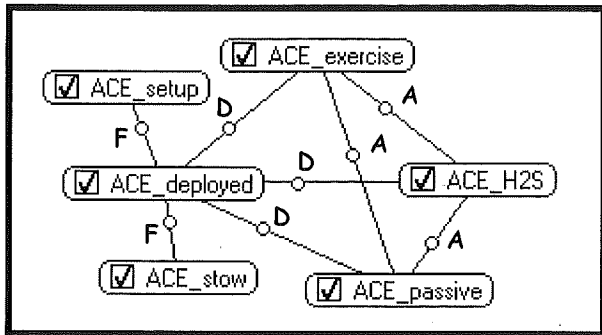 ACE_exercise
ACE_setup
D
A
F
A
D
ACE_deployed
ACE_H2S
F
D
A
ACE_stow
ACE_passive